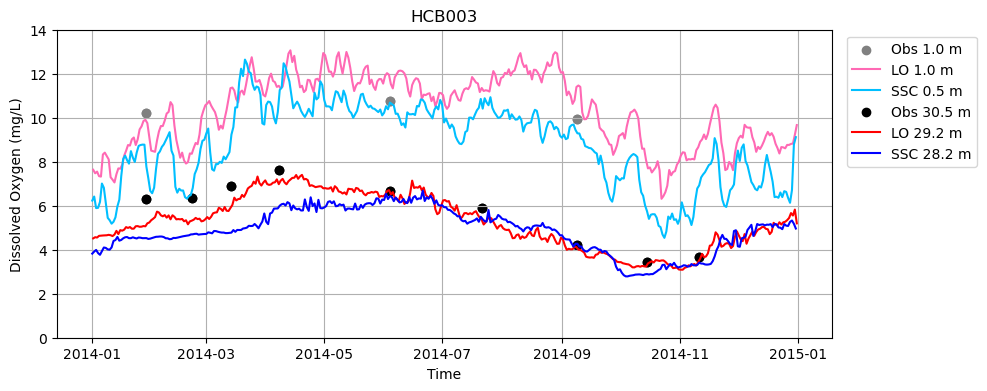 HCB003
Dissolved Oxygen (mg/L)
14
12
10
8
6
4
2
0
2014-01
2014-03
2014-05
2014-07
2014-09
2014-11
2015-01
Time
Obs 1.0 m
LO 1.0 m
SSC 0.5 m
Obs 30.5 m
LO 29.2 m
SSC 28.2 m